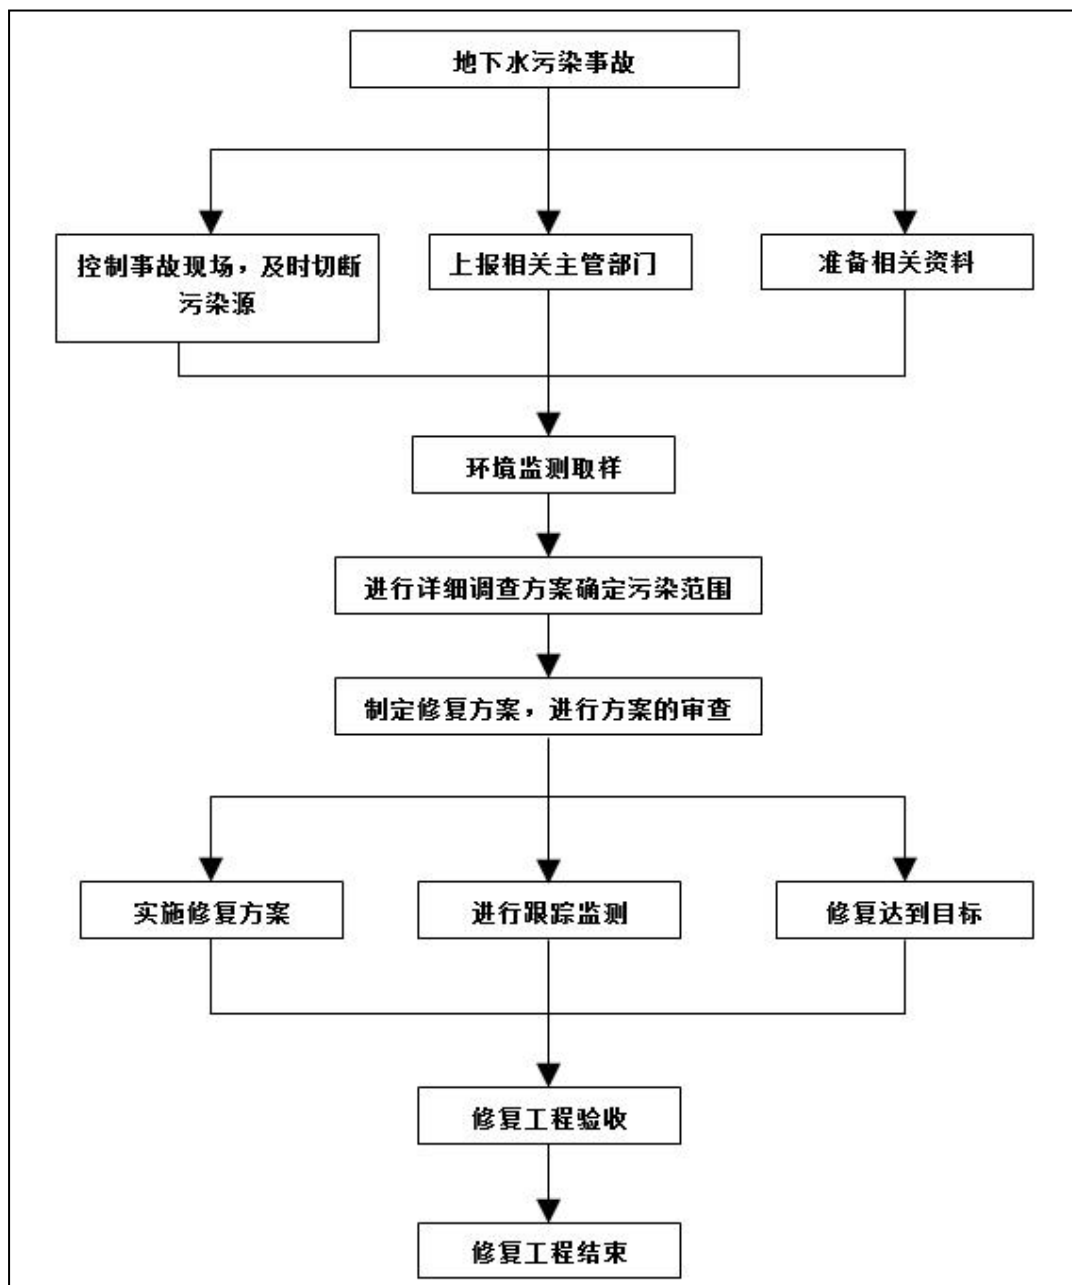 地下水污染事故
控制事故现场，及时切断
污染源
上报相关主管部门
准备相关资料
环境监测取样
进行详细调查方案确定污染范围
制定修复方案，进行方案的审查
实施修复方案
进行跟踪监测
修复达到目标
修复工程验收
修复工程结束